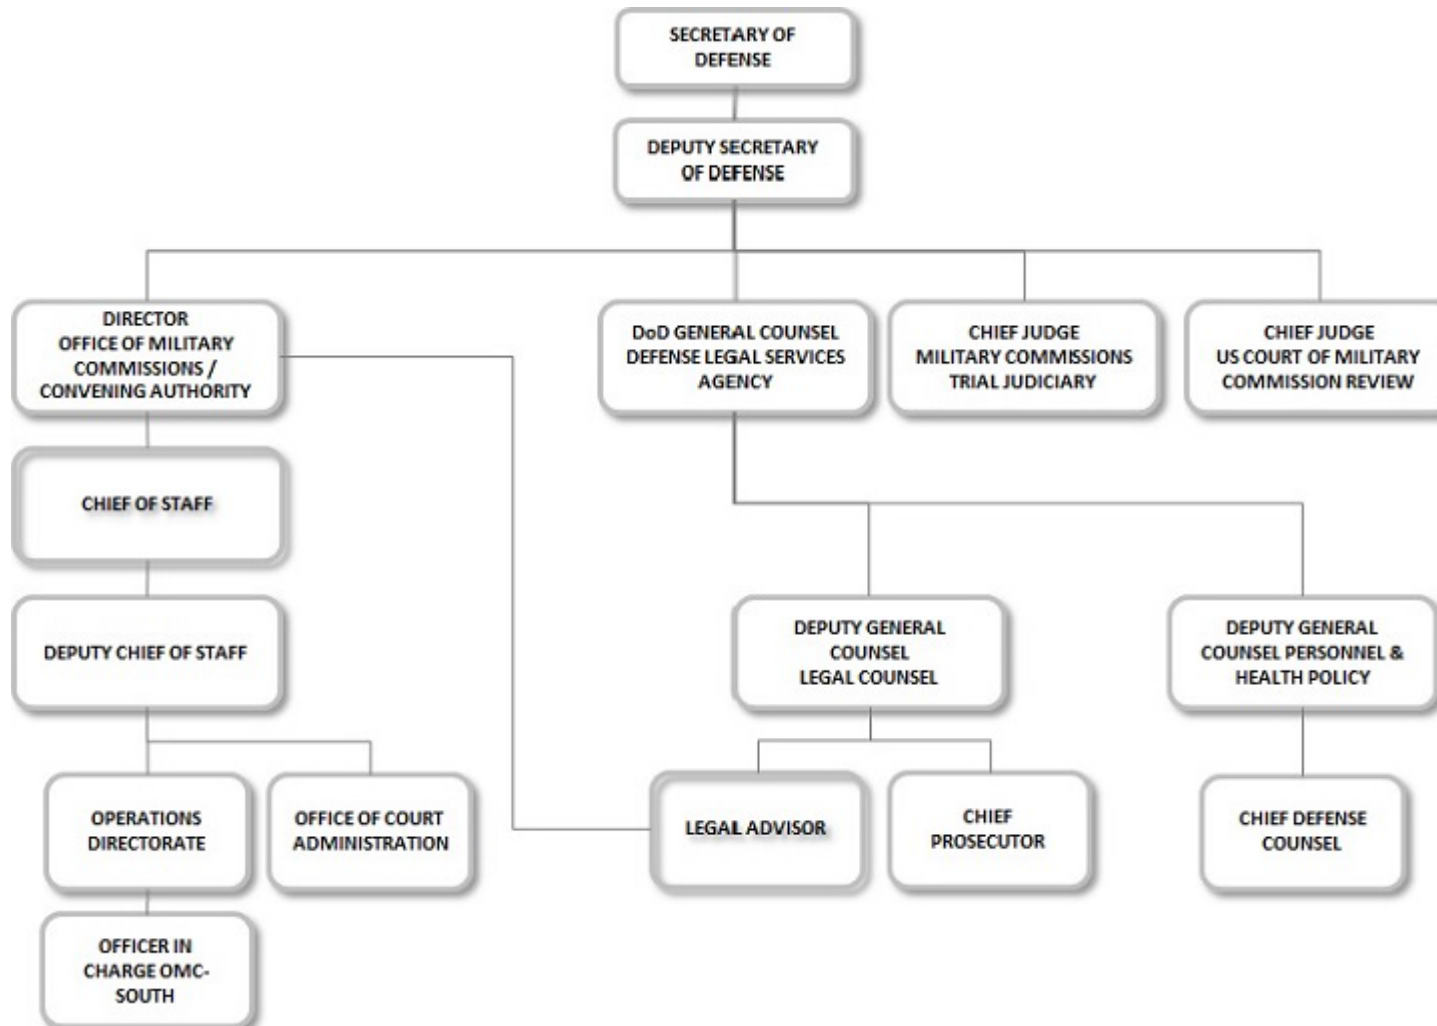 SECRETARY OF
DEFENSE
DEPUTY SECRETARY
OF DEFENSE
DIRECTOR
OFFICE OF MILITARY
COMMISSIONS /
CONVENING AUTHORITY
DoD GENERAL COUNSEL
DEFENSE LEGAL SERVICES
AGENCY
CHIEF JUDGE
MILITARY COMMISSIONS
TRIAL JUDICIARY
CHIEF JUDGE
US COURT OF MILITARY
COMMISSION REVIEW
CHIEF OF STAFF
DEPUTY CHIEF OF STAFF
DEPUTY GENERAL
COUNSEL
LEGAL COUNSEL
DEPUTY GENERAL
COUNSEL PERSONNEL &
HEALTH POLICY
OPERATIONS
DIRECTORATE
OFFICE OF COURT
ADMINISTRATION
LEGAL ADVISOR
CHIEF
PROSECUTOR
CHIEF DEFENSE
COUNSEL
OFFICER IN
CHARGE OMC-
SOUTH